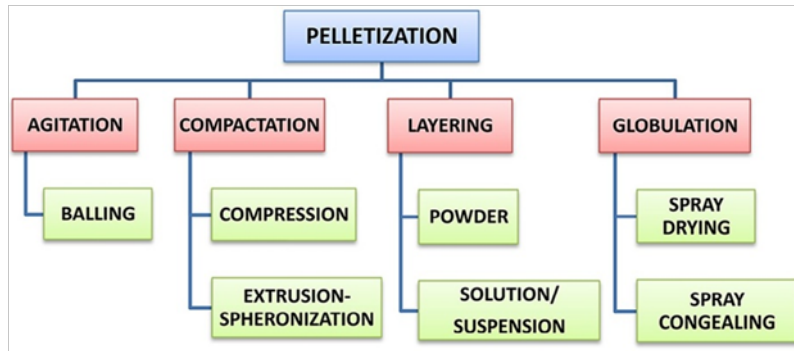 PELLETIZATION
AGITATION
COMPACTATION
LAYERING
GLOBULATION
BALLING
COMPRESSION
POWDER
SPRAY
DRYING
EXTRUSION-
SPHERONIZATION
SOLUTION/
SUSPENSION
SPRAY
CONGEALING